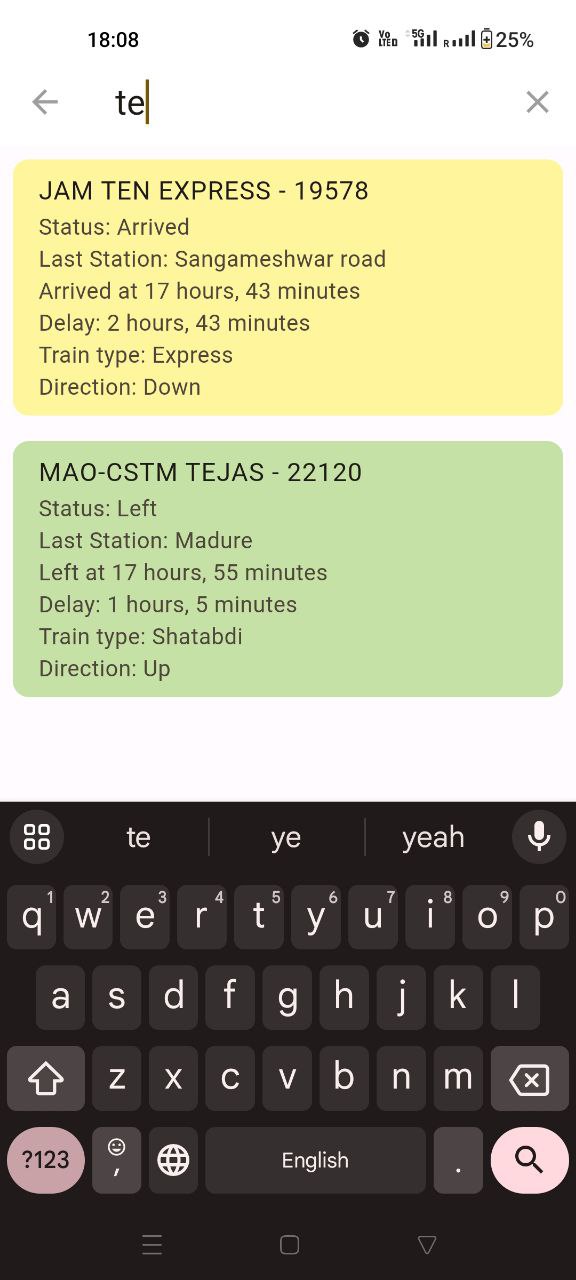 18:08
Vo LTED 5G R 25%
te
JAM TEN EXPRESS - 19578
Status: Arrived
Last Station: Sangameshwar road
Arrived at 17 hours, 43 minutes
Delay: 2 hours, 43 minutes
Train type: Express
Direction: Down
MAO-CSTM TEJAS - 22120
Status: Left
Last Station: Madure
Left at 17 hours, 55 minutes
Delay: 1 hours, 5 minutes
Train type: Shatabdi
Direction: Up
te ye yeah
q1 w2 e3 r4 t5 y6 u7 i8 o9 p0
a s d f g h j k l
z x c v b n m
?123 , English .